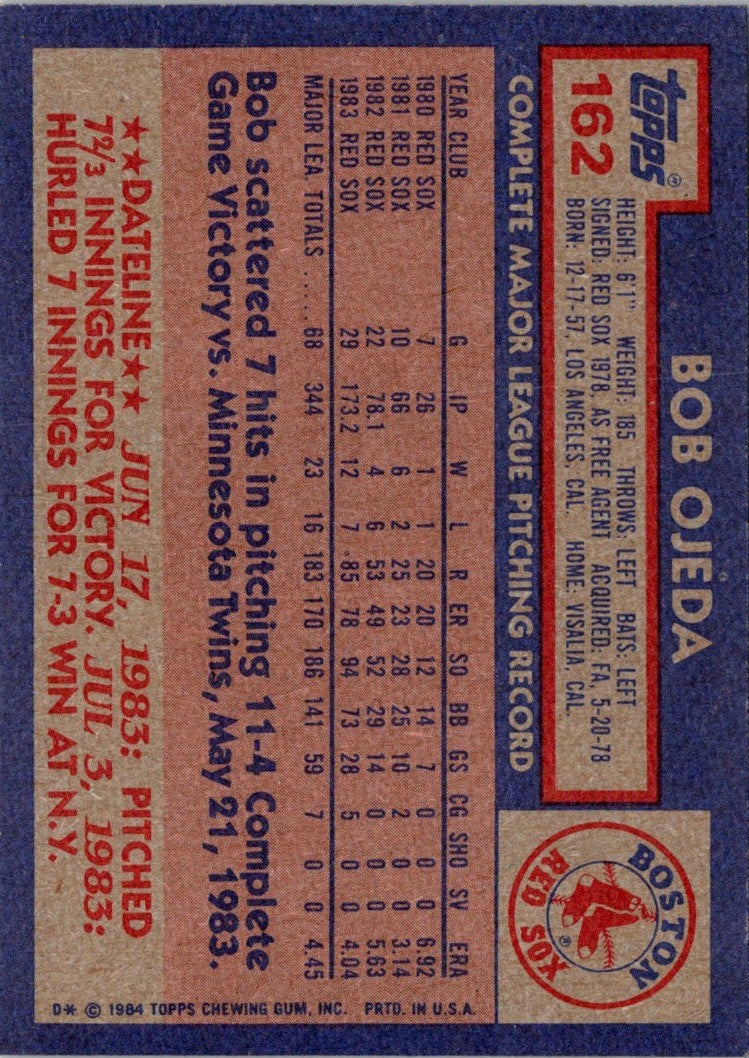 BOB OJEDA
Topps®
162
HEIGHT: 6'1" WEIGHT: 185 THROWS: LEFT BATS: LEFT
SIGNED: RED SOX 1978, AS FREE AGENT ACQUIRED: FA, 5-20-78
BORN: 12-17-57, LOS ANGELES, CAL. HOME: VISALIA, CAL.
BOSTON
RED SOX
®
COMPLETE MAJOR LEAGUE PITCHING RECORD
YEAR CLUB G IP W L R ER SO BB GS CG SHO SV ERA
1980 RED SOX 7 26 1 1 20 20 12 14 7 0 0 0 6.92
1981 RED SOX 10 66 6 2 25 23 28 25 10 2 0 0 3.14
1982 RED SOX 22 78.1 4 6 53 49 52 29 14 0 0 0 5.63
1983 RED SOX 29 173.2 12 7 85 78 94 73 28 5 0 0 4.04
MAJOR LEA. TOTALS ..... 68 344 23 16 183 170 186 141 59 7 0 0 4.45
Bob scattered 7 hits in pitching 11-4 Complete
Game Victory vs. Minnesota Twins, May 21, 1983.
★★DATELINE★★ JUN 17, 1983: PITCHED
7⅔ INNINGS FOR VICTORY. JUL 3, 1983:
HURLED 7 INNINGS FOR 7-3 WIN AT N.Y.
D* © 1984 TOPPS CHEWING GUM, INC. PRTD. IN U.S.A.